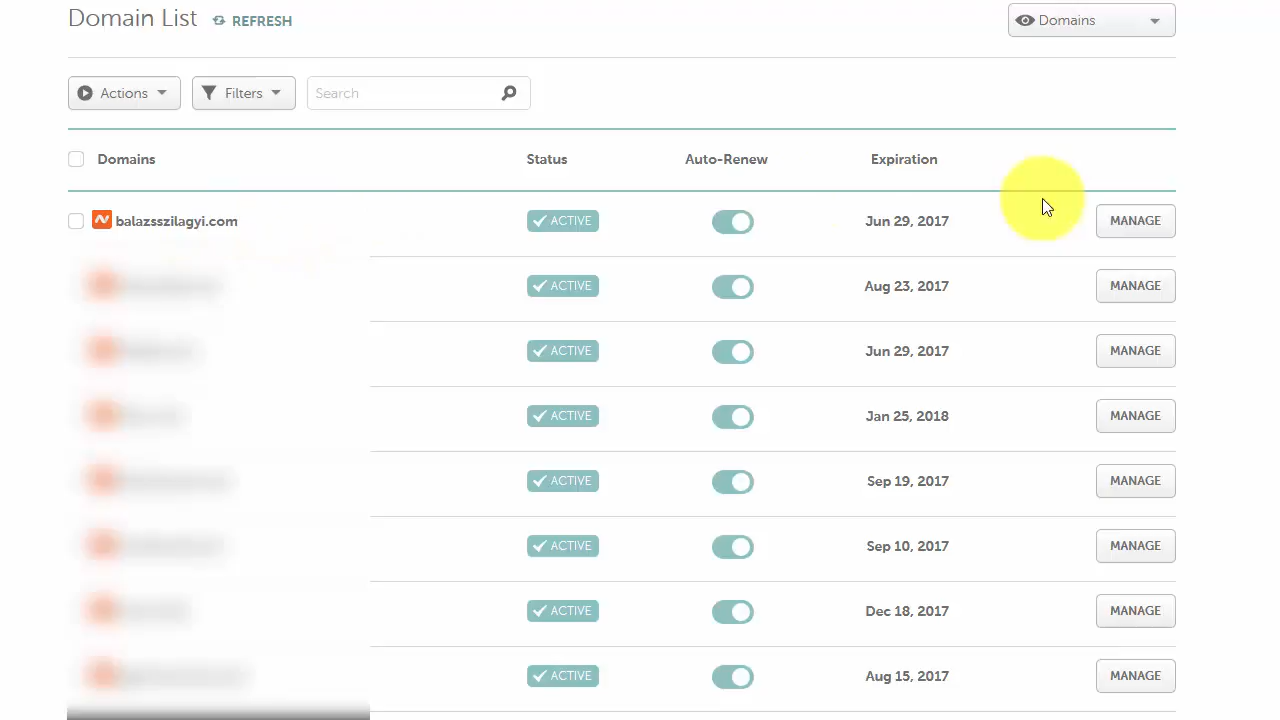 Domain List REFRESH Domains
Actions Filters Search
Domains Status Auto-Renew Expiration
balazsszilagyi.com ACTIVE Jun 29, 2017 MANAGE
ACTIVE Aug 23, 2017 MANAGE
ACTIVE Jun 29, 2017 MANAGE
ACTIVE Jan 25, 2018 MANAGE
ACTIVE Sep 19, 2017 MANAGE
ACTIVE Sep 10, 2017 MANAGE
ACTIVE Dec 18, 2017 MANAGE
ACTIVE Aug 15, 2017 MANAGE